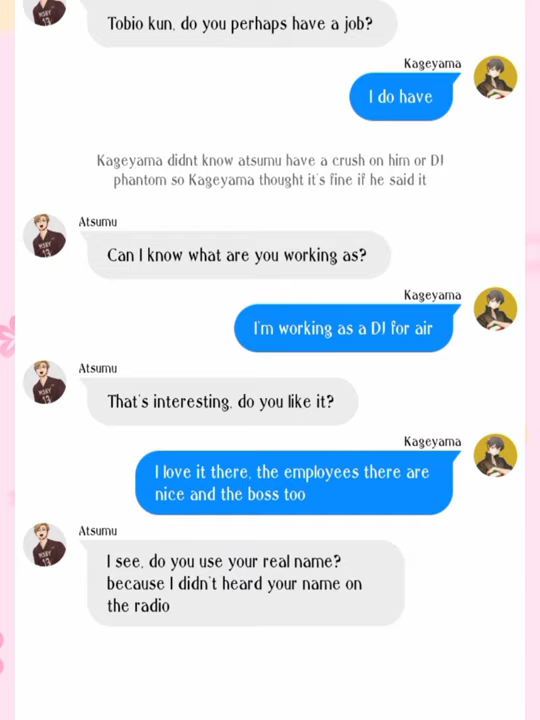 Tobio kun, do you perhaps have a job?
Kageyama
I do have
Kageyama didnt know atsumu have a crush on him or DJ
phantom so Kageyama thought it's fine if he said it
Atsumu
Can I know what are you working as?
Kageyama
I'm working as a DJ for air
Atsumu
That's interesting, do you like it?
Kageyama
I love it there, the employees there are
nice and the boss too
Atsumu
I see, do you use your real name?
because I didn't heard your name on
the radio